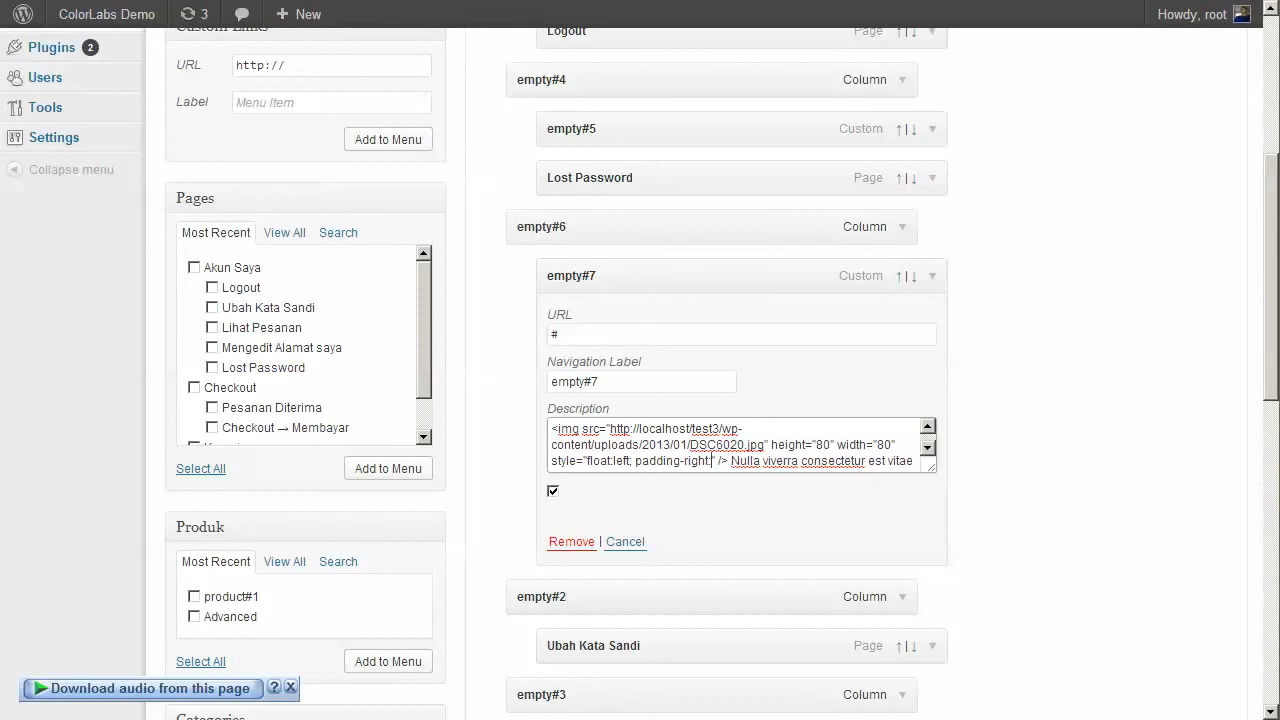 ColorLabs Demo
3
New
Howdy, root
Plugins 2
Users
Tools
Settings
Collapse menu
Custom Links
URL
http://
Label
Menu Item
Add to Menu
Pages
Most Recent
View All
Search
Akun Saya
Logout
Ubah Kata Sandi
Lihat Pesanan
Mengedit Alamat saya
Lost Password
Checkout
Pesanan Diterima
Checkout → Membayar
Select All
Add to Menu
Produk
Most Recent
View All
Search
product#1
Advanced
Select All
Add to Menu
Categories
Download audio from this page
Logout
Page ↑|↓
empty#4
Column
empty#5
Custom ↑|↓
Lost Password
Page ↑|↓
empty#6
Column
empty#7
Custom ↑|↓
URL
#
Navigation Label
empty#7
Description
<img src="http://localhost/test3/wp-
content/uploads/2013/01/DSC6020.jpg" height="80" width="80"
style="float:left; padding-right:" /> Nulla viverra consectetur est vitae
Remove | Cancel
empty#2
Column
Ubah Kata Sandi
Page ↑|↓
empty#3
Column